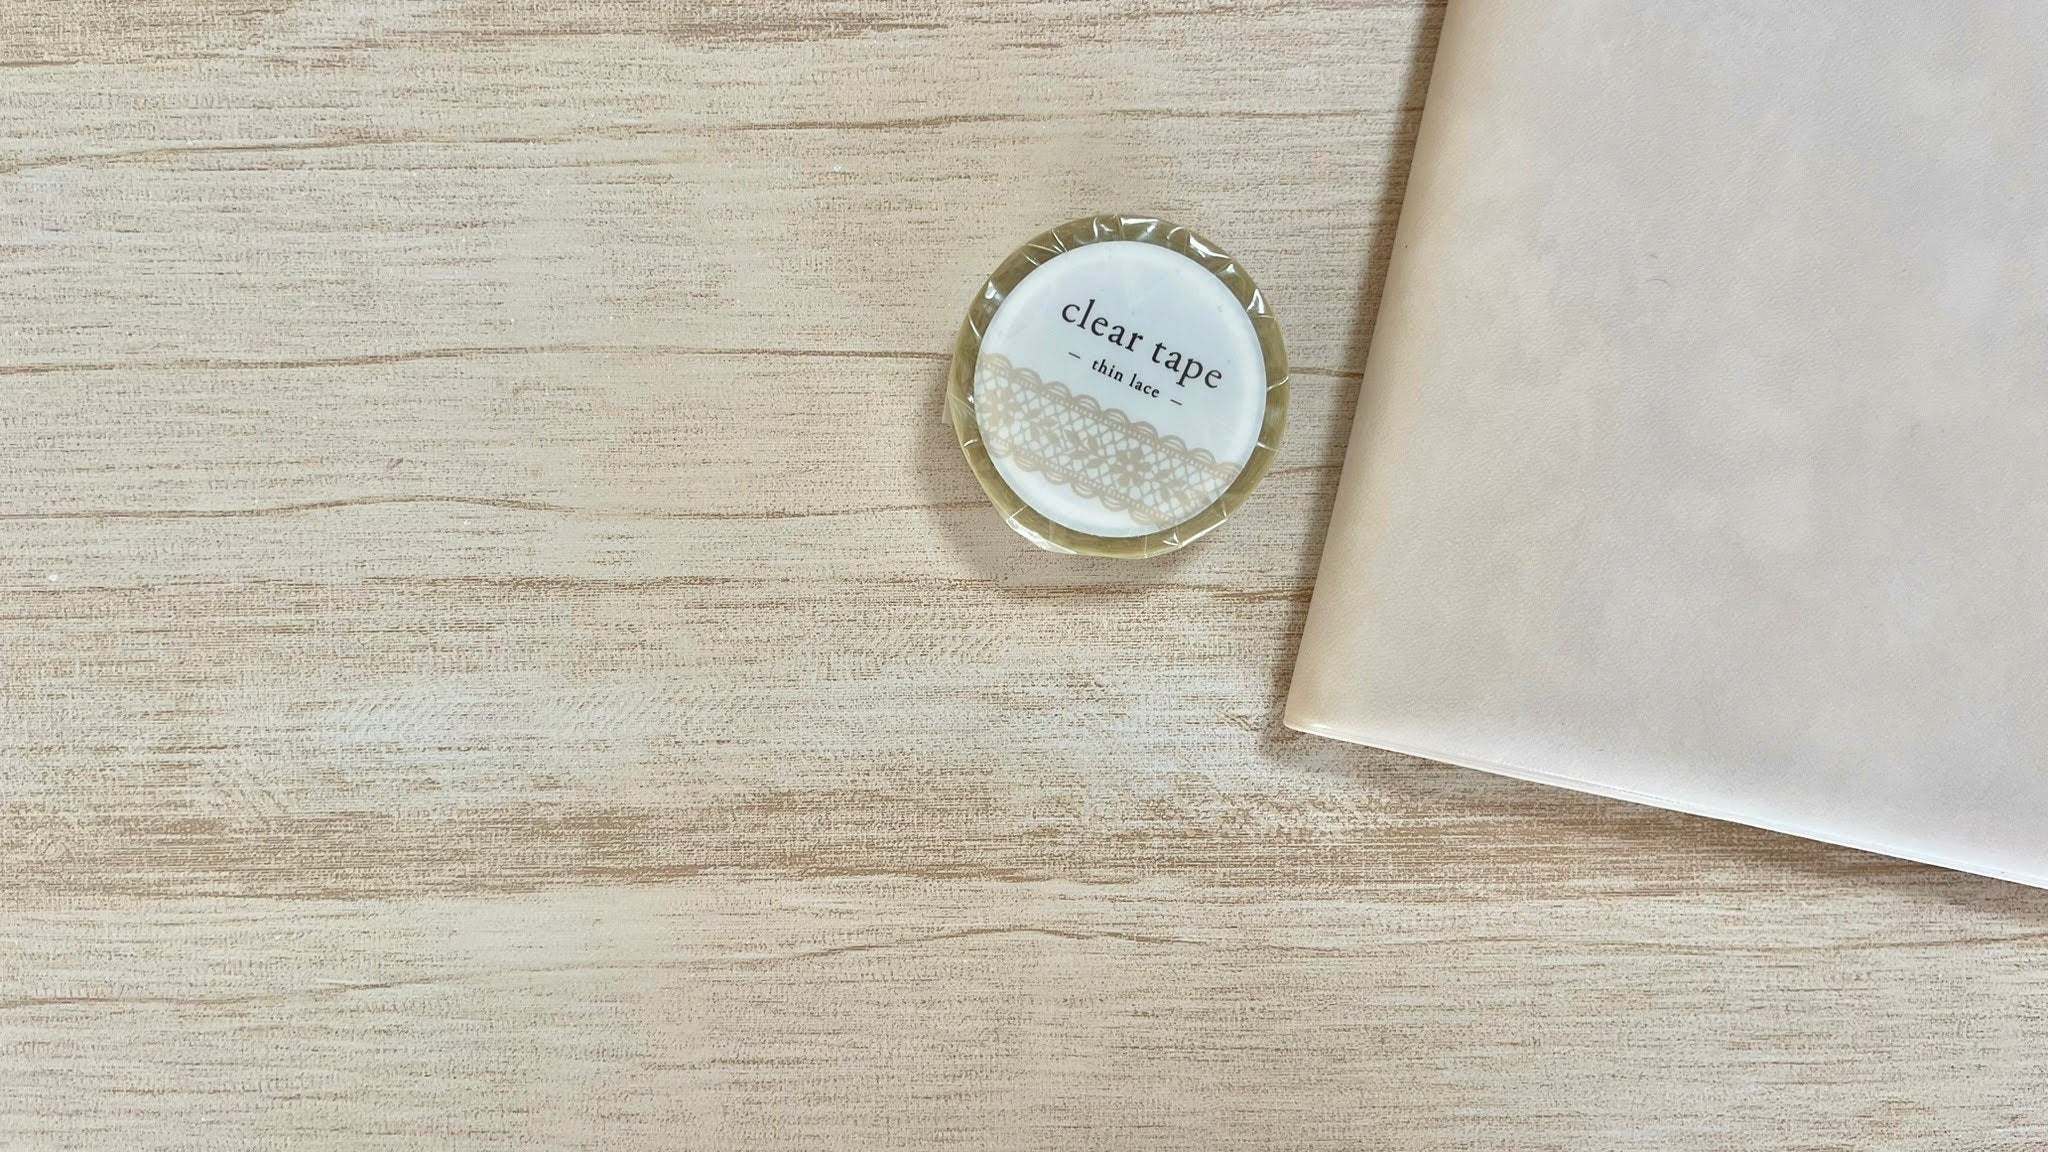 clear tape
– thin lace –